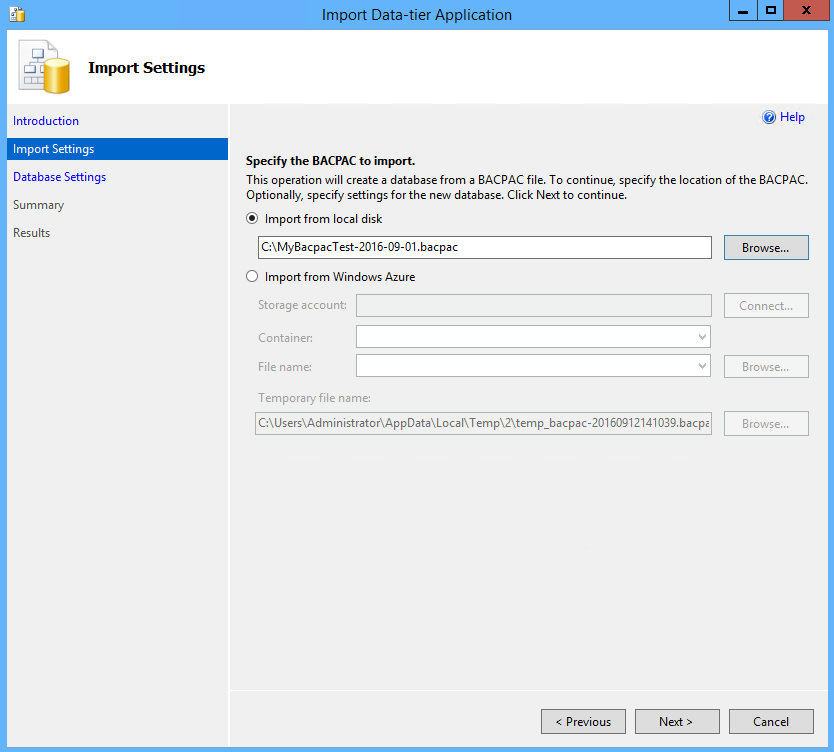 Import Data-tier Application
Import Settings
Introduction
Import Settings
Database Settings
Summary
Results
Help
Specify the BACPAC to import.
This operation will create a database from a BACPAC file. To continue, specify the location of the BACPAC.
Optionally, specify settings for the new database. Click Next to continue.
Import from local disk
C:\MyBacpacTest-2016-09-01.bacpac
Browse...
Import from Windows Azure
Storage account:
Connect...
Container:
File name:
Browse...
Temporary file name:
C:\Users\Administrator\AppData\Local\Temp\2\temp_bacpac-20160912141039.bacpa
Browse...
< Previous
Next >
Cancel